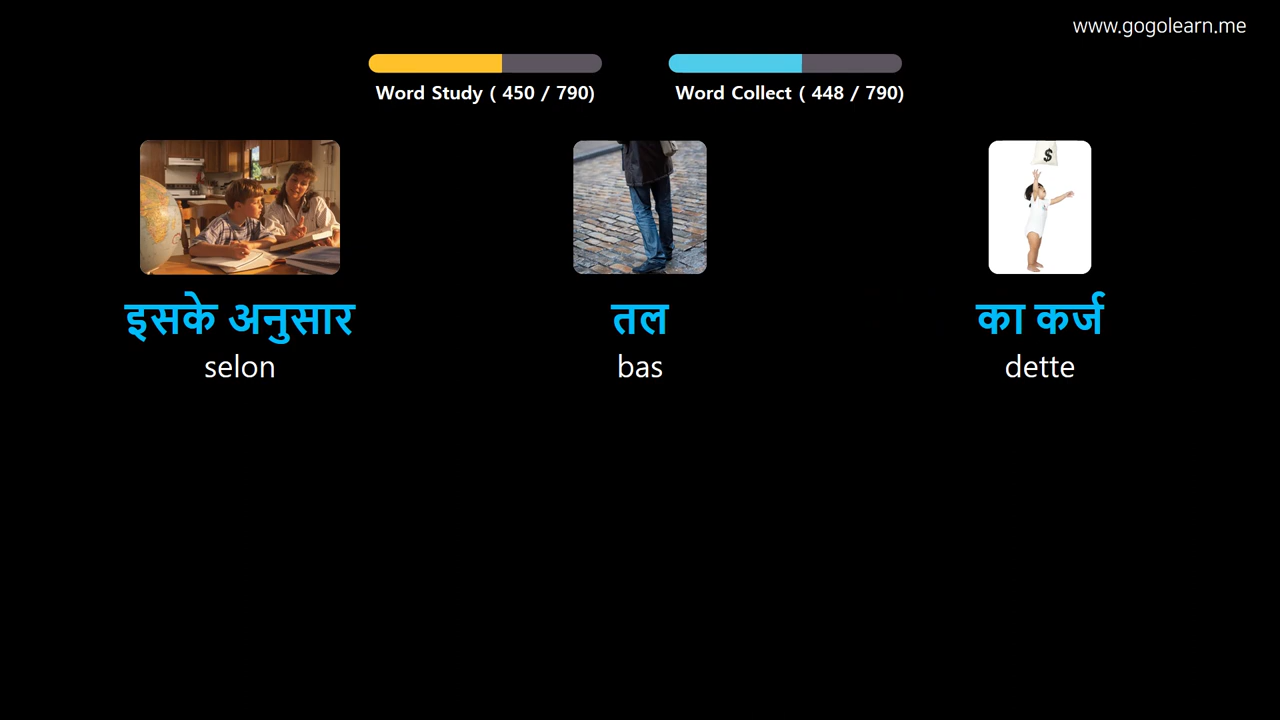 www.gogolearn.me
Word Study ( 450 / 790)
Word Collect ( 448 / 790)
$
इसके अनुसार
तल
का कर्ज
selon
bas
dette